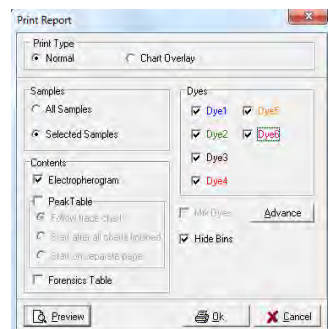 Print Report
Print Type
Normal Chart Overlay
Samples
All Samples
Selected Samples
Dyes
Dye1 Dye5
Dye2 Dye6
Dye3
Dye4
Contents
Electropherogram
PeakTable
Follow trace chart
Start after all charts finished
Start on separate page
Forensics Table
Mix Dyes Advance
Hide Bins
Preview Ok Cancel